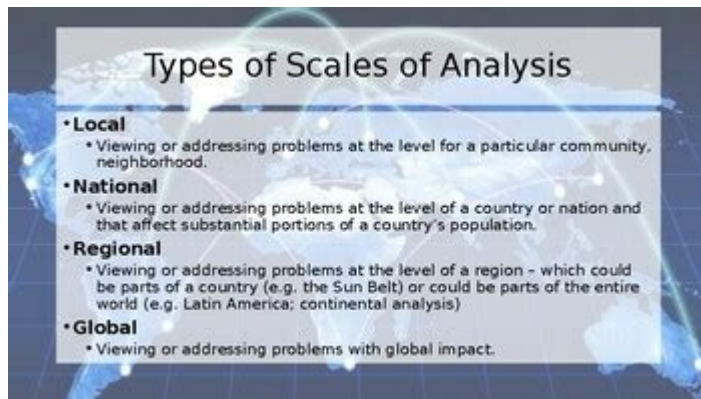 Types of Scales of Analysis
•Local
• Viewing or addressing problems at the level for a particular community,
neighborhood.
•National
• Viewing or addressing problems at the level of a country or nation and
that affect substantial portions of a country's population.
•Regional
• Viewing or addressing problems at the level of a region – which could
be parts of a country (e.g. the Sun Belt) or could be parts of the entire
world (e.g. Latin America; continental analysis)
•Global
• Viewing or addressing problems with global impact.